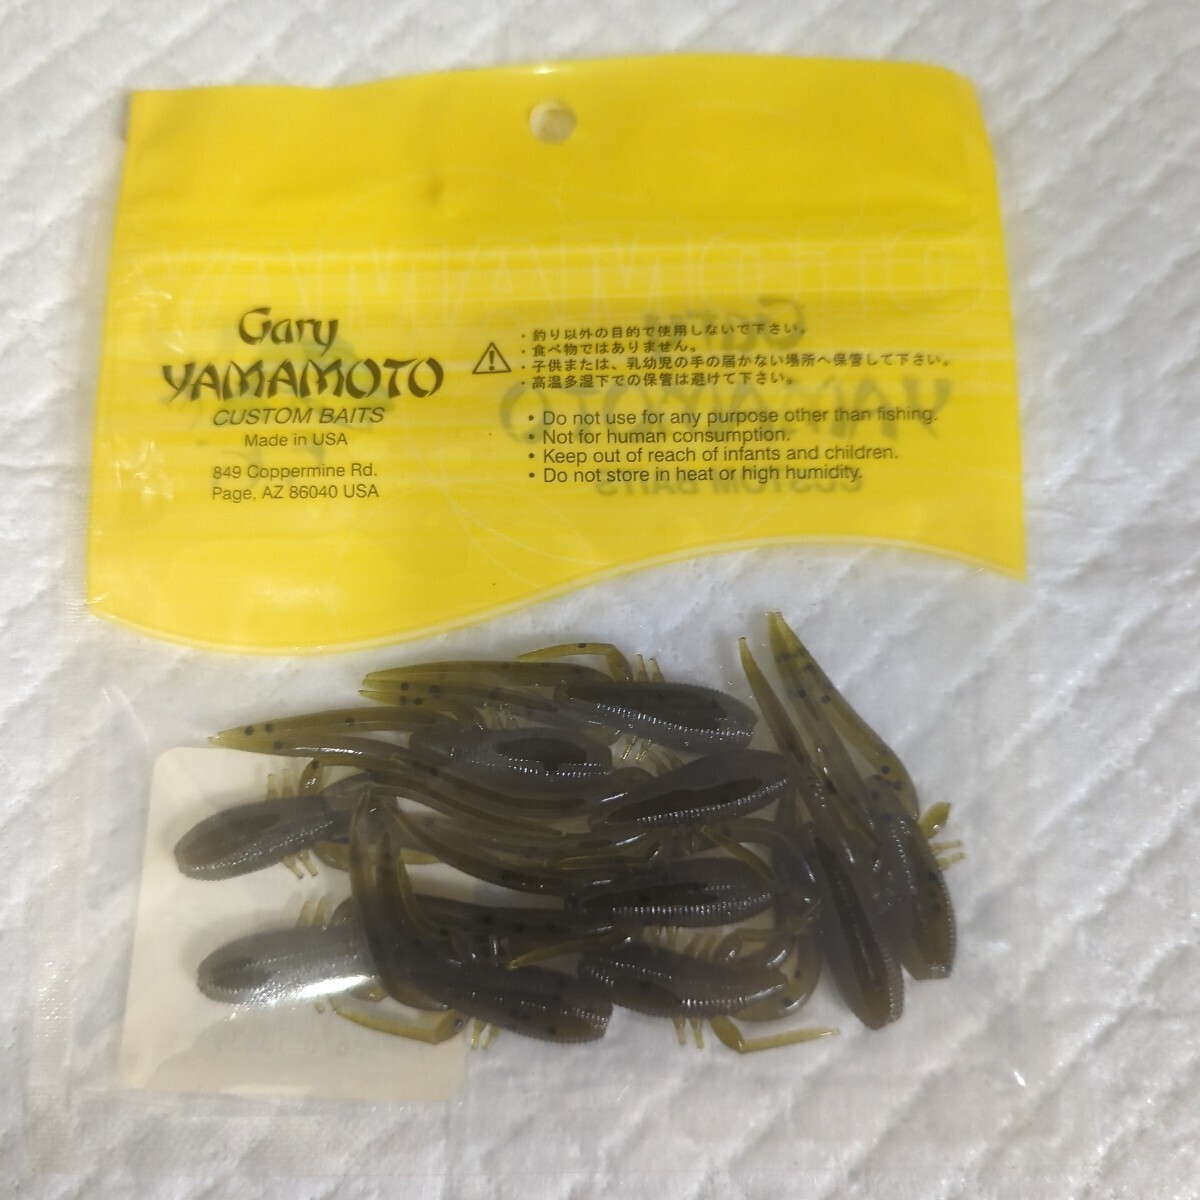 Gary
YAMAMOTO
CUSTOM BAITS
Made in USA
849 Coppermine Rd.
Page, AZ 86040 USA
・釣り以外の目的で使用しないで下さい。
・食べ物ではありません。
・子供または、乳幼児の手の届かない場所へ保管して下さい。
・高温多湿下での保管は避けて下さい。
• Do not use for any purpose other than fishing.
• Not for human consumption.
• Keep out of reach of infants and children.
• Do not store in heat or high humidity.